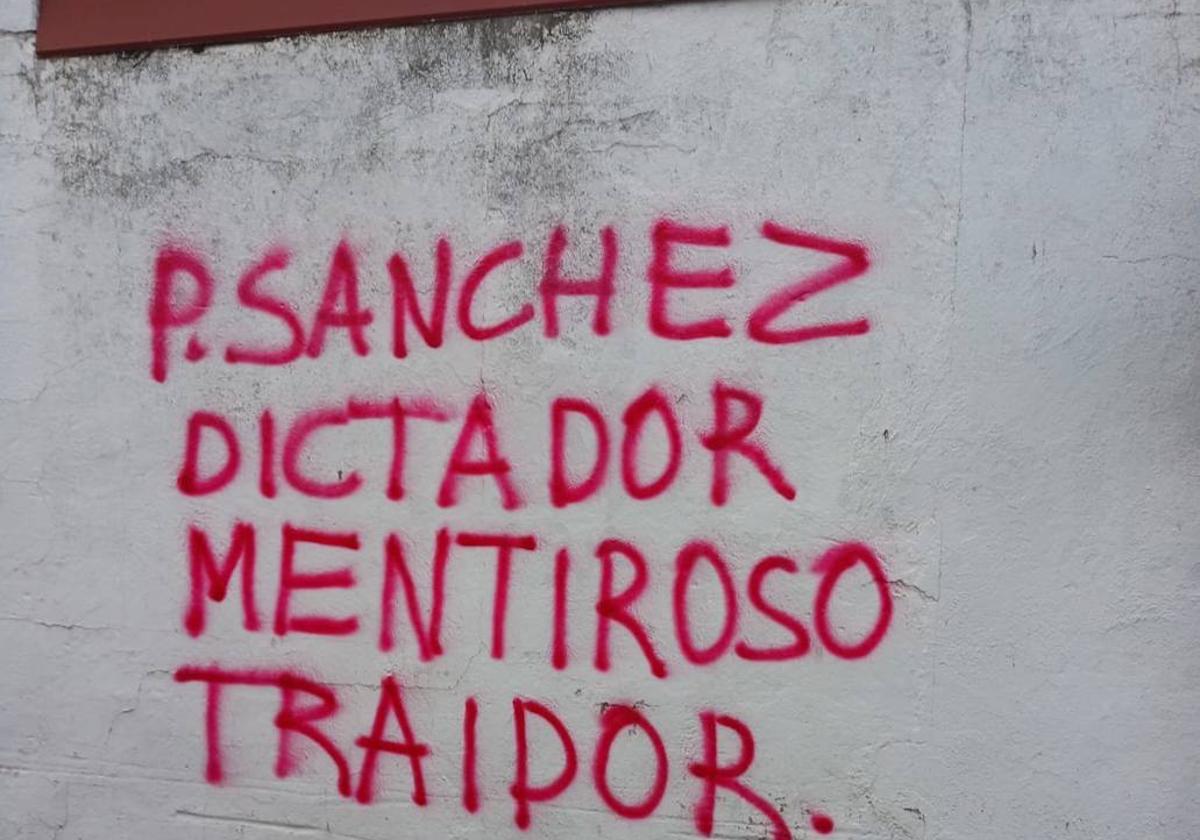 P.SANCHEZ
DICTADOR
MENTIROSO
TRAIDOR.